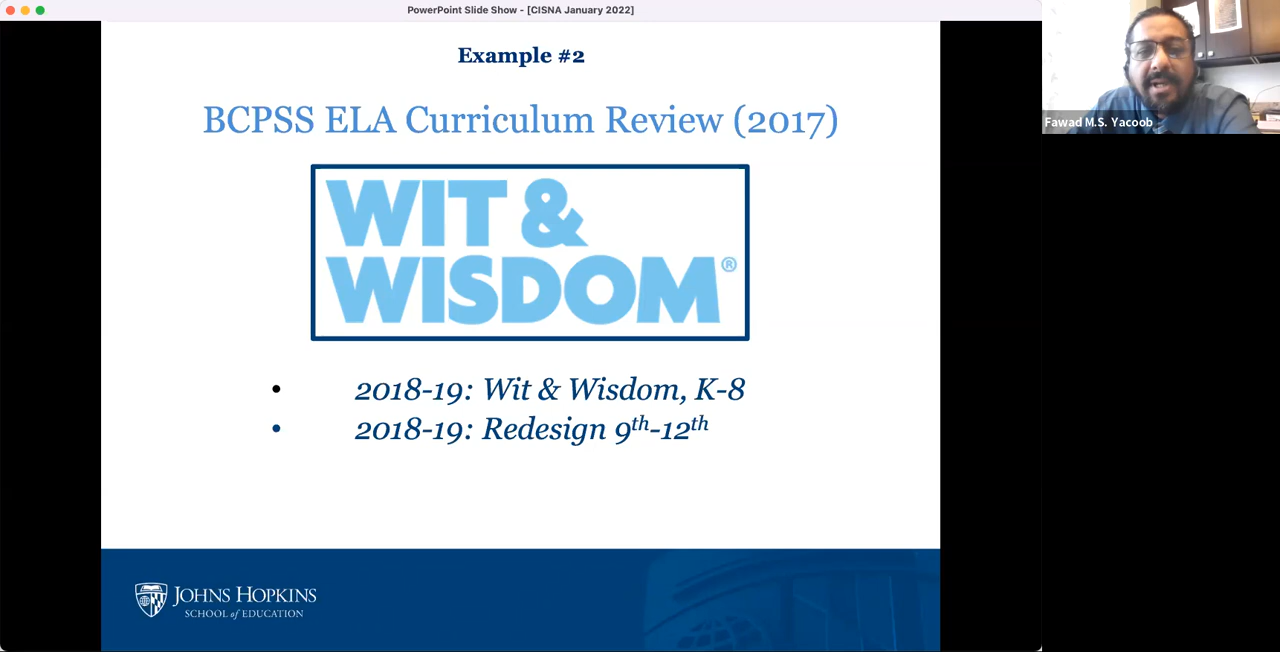 PowerPoint Slide Show - [CISNA January 2022]
Example #2
BCPSS ELA Curriculum Review (2017)
WIT &
WISDOM®
• 2018-19: Wit & Wisdom, K-8
• 2018-19: Redesign 9th-12th
JOHNS HOPKINS
SCHOOL of EDUCATION
Fawad M.S. Yacoob